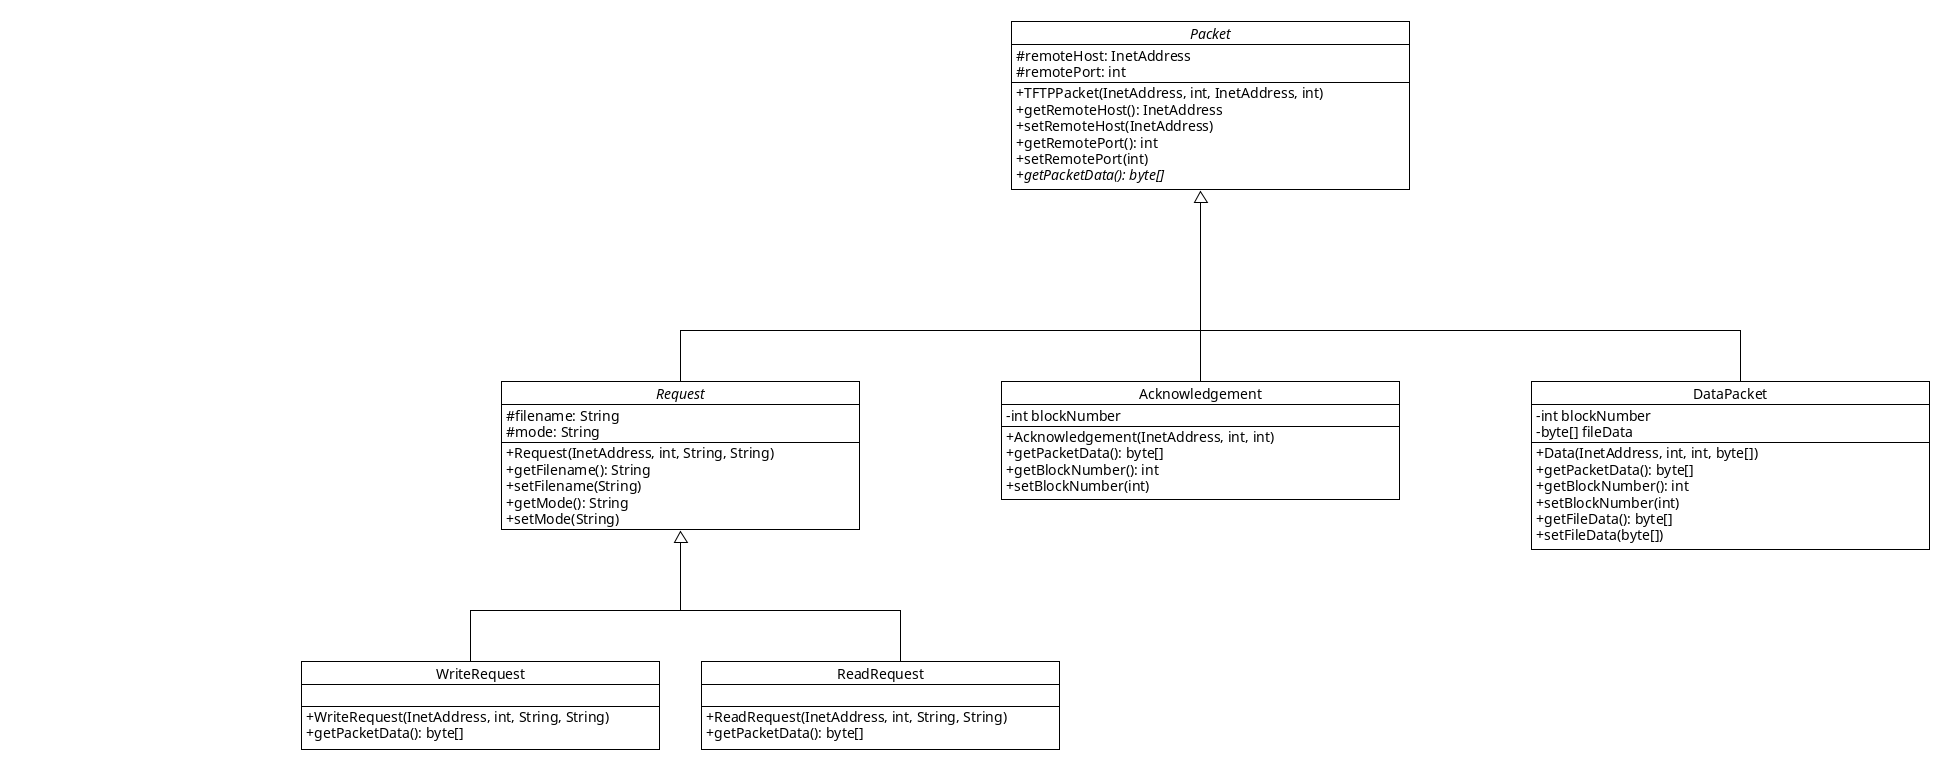 Packet
#remoteHost: InetAddress
#remotePort: int
+TFTPPacket(InetAddress, int, InetAddress, int)
+getRemoteHost(): InetAddress
+setRemoteHost(InetAddress)
+getRemotePort(): int
+setRemotePort(int)
+getPacketData(): byte[]
Request
#filename: String
#mode: String
+Request(InetAddress, int, String, String)
+getFilename(): String
+setFilename(String)
+getMode(): String
+setMode(String)
Acknowledgement
-int blockNumber
+Acknowledgement(InetAddress, int, int)
+getPacketData(): byte[]
+getBlockNumber(): int
+setBlockNumber(int)
DataPacket
-int blockNumber
-byte[] fileData
+Data(InetAddress, int, int, byte[])
+getPacketData(): byte[]
+getBlockNumber(): int
+setBlockNumber(int)
+getFileData(): byte[]
+setFileData(byte[])
WriteRequest
+WriteRequest(InetAddress, int, String, String)
+getPacketData(): byte[]
ReadRequest
+ReadRequest(InetAddress, int, String, String)
+getPacketData(): byte[]